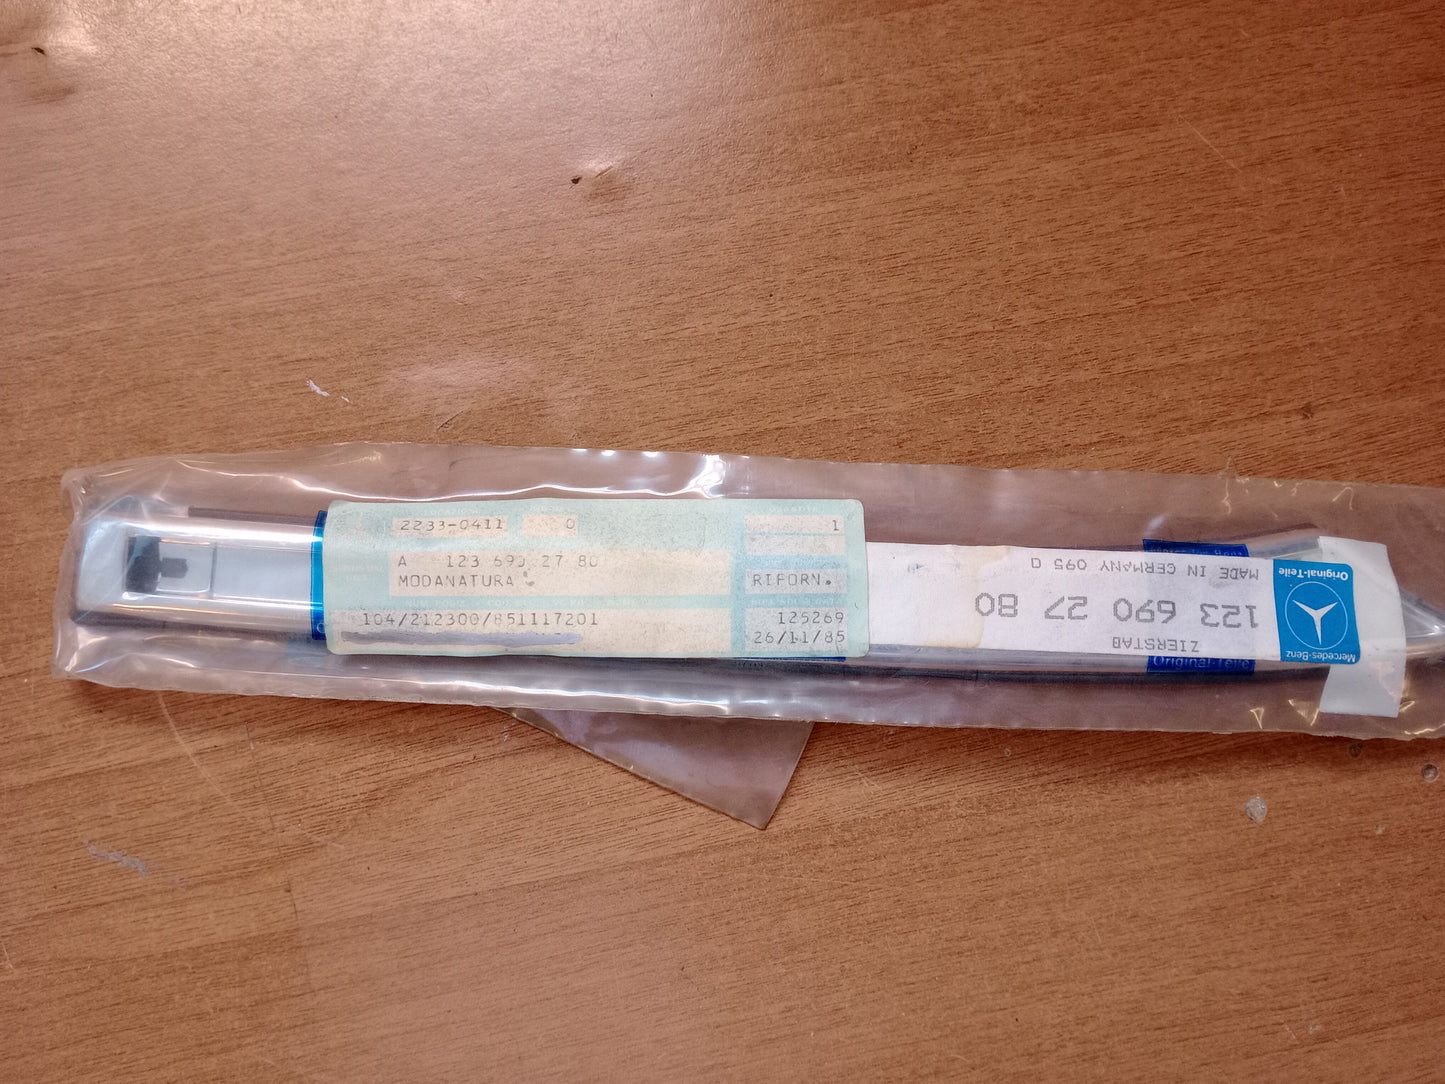 2233-0411 0 1
A 123 690 27 80
MODANATURA
RIFORN.
104/212300/851117201
125269
26/11/85
Mercedes-Benz
Original-Teile
ZIERSTAB
123 690 27 80
MADE IN GERMANY 095 Q
Original-Teile